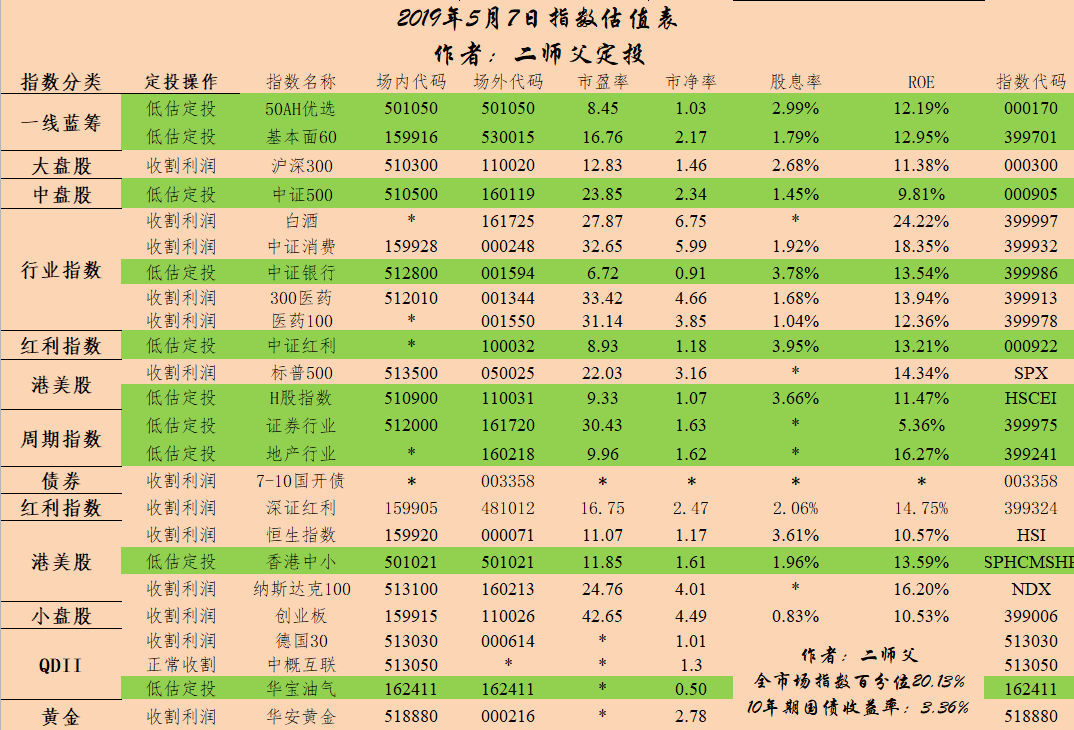 2019年5月7日指数估值表
作者：二师父定投
指数分类 定投操作 指数名称 场内代码 场外代码 市盈率 市净率 股息率 ROE 指数代码
一线蓝筹 低估定投 50AH优选 501050 501050 8.45 1.03 2.99% 12.19% 000170
低估定投 基本面60 159916 530015 16.76 2.17 1.79% 12.95% 399701
大盘股 收割利润 沪深300 510300 110020 12.83 1.46 2.68% 11.38% 000300
中盘股 低估定投 中证500 510500 160119 23.85 2.34 1.45% 9.81% 000905
行业指数 收割利润 白酒 * 161725 27.87 6.75 * 24.22% 399997
收割利润 中证消费 159928 000248 32.65 5.99 1.92% 18.35% 399932
低估定投 中证银行 512800 001594 6.72 0.91 3.78% 13.54% 399986
收割利润 300医药 512010 001344 33.42 4.66 1.68% 13.94% 399913
收割利润 医药100 * 001550 31.14 3.85 1.04% 12.36% 399978
红利指数 低估定投 中证红利 * 100032 8.93 1.18 3.95% 13.21% 000922
港美股 收割利润 标普500 513500 050025 22.03 3.16 * 14.34% SPX
低估定投 H股指数 510900 110031 9.33 1.07 3.66% 11.47% HSCEI
周期指数 低估定投 证券行业 512000 161720 30.43 1.63 * 5.36% 399975
低估定投 地产行业 * 160218 9.96 1.62 * 16.27% 399241
债券 收割利润 7-10国开债 * 003358 * * * * 003358
红利指数 收割利润 深证红利 159905 481012 16.75 2.47 2.06% 14.75% 399324
港美股 收割利润 恒生指数 159920 000071 11.07 1.17 3.61% 10.57% HSI
低估定投 香港中小 501021 501021 11.85 1.61 1.96% 13.59% SPHCMSHP
收割利润 纳斯达克100 513100 160213 24.76 4.01 * 16.20% NDX
小盘股 收割利润 创业板 159915 110026 42.65 4.49 0.83% 10.53% 399006
QDII 收割利润 德国30 513030 000614 * 1.01 513030
正常收割 中概互联 513050 * * 1.3 513050
低估定投 华宝油气 162411 162411 * 0.50 162411
黄金 收割利润 华安黄金 518880 000216 * 2.78 518880
作者：二师父
全市场指数百分位20.13%
10年期国债收益率：3.36%